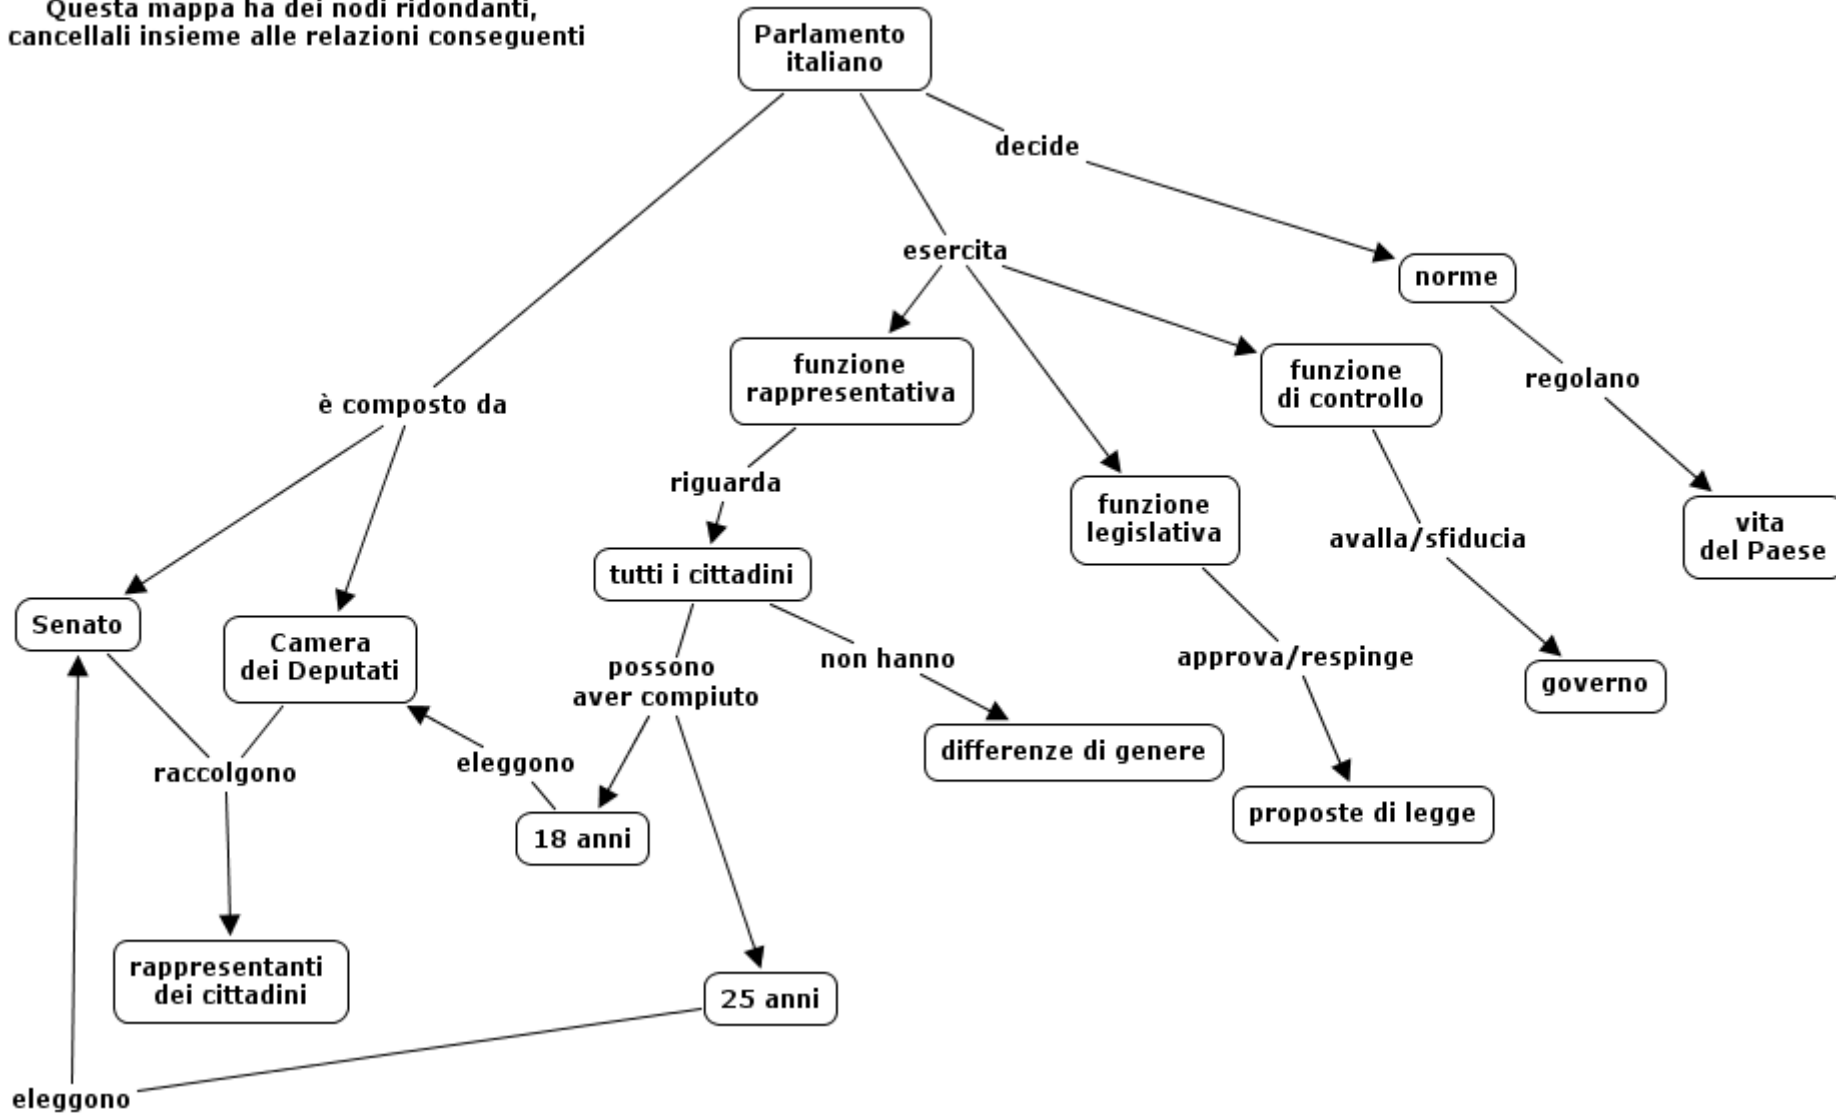 Questa mappa ha dei nodi ridondanti,
cancellali insieme alle relazioni conseguenti
Parlamento
italiano
decide
esercita
norme
funzione
rappresentativa
funzione
di controllo
regolano
è composto da
riguarda
funzione
legislativa
avalla/sfiducia
vita
del Paese
tutti i cittadini
Senato
Camera
dei Deputati
possono
aver compiuto
non hanno
approva/respinge
governo
differenze di genere
eleggono
raccolgono
18 anni
proposte di legge
rappresentanti
dei cittadini
25 anni
eleggono